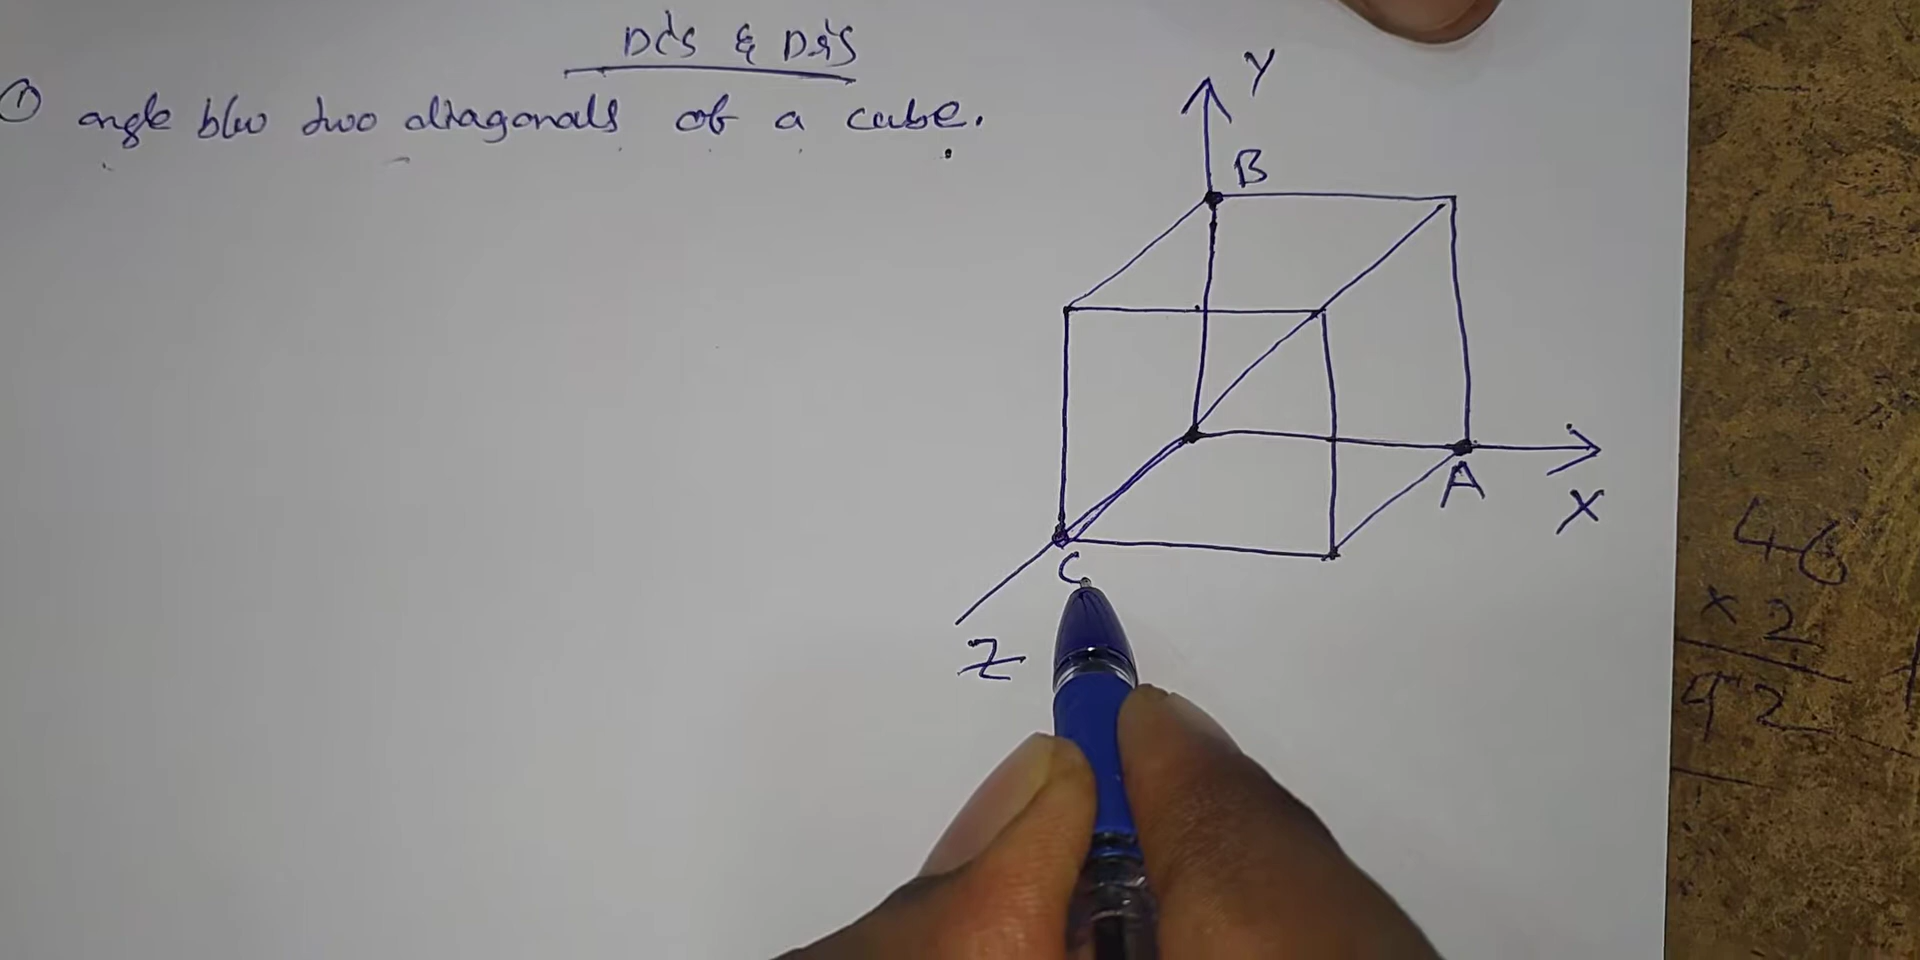 Dc's & Dr's
① angle b/w two diagonals of a cube.
Y
B
A
X
C
Z
46
x 2
92